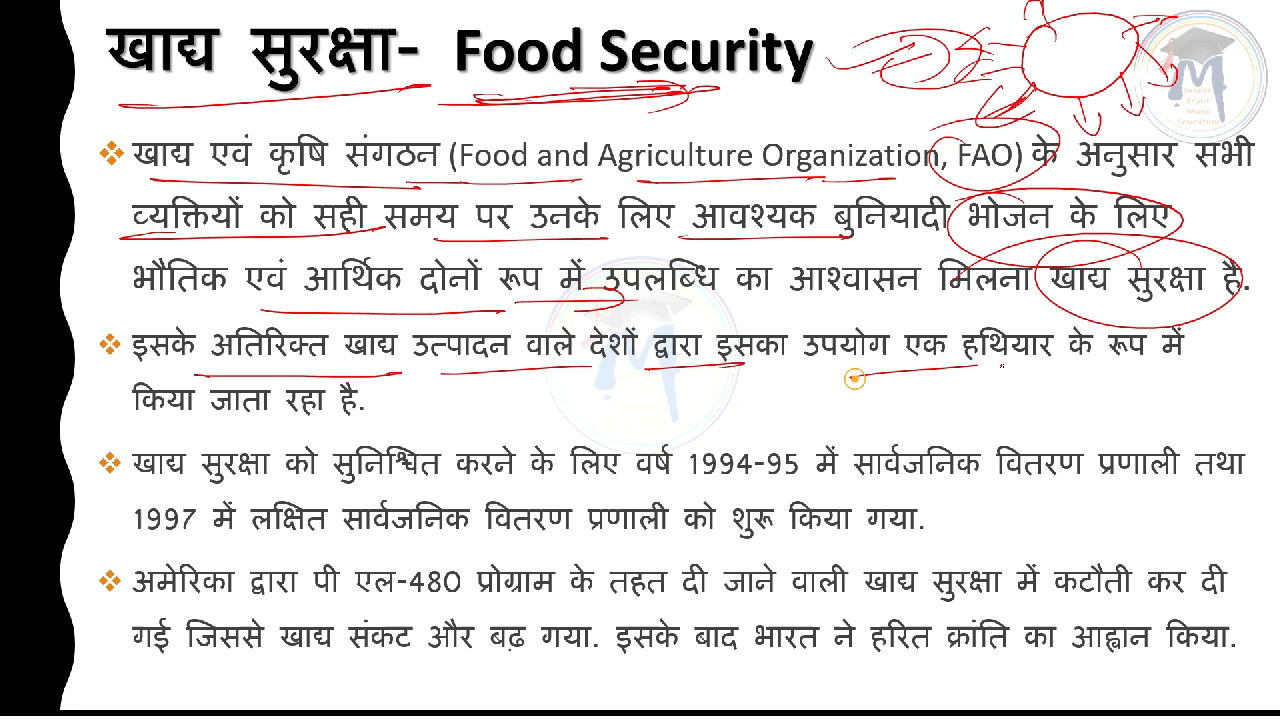 खाद्य सुरक्षा- Food Security
❖ खाद्य एवं कृषि संगठन (Food and Agriculture Organization, FAO) के अनुसार सभी
व्यक्तियों को सही समय पर उनके लिए आवश्यक बुनियादी भोजन के लिए
भौतिक एवं आर्थिक दोनों रूप में उपलब्धि का आश्वासन मिलना खाद्य सुरक्षा है.
❖ इसके अतिरिक्त खाद्य उत्पादन वाले देशों द्वारा इसका उपयोग एक हथियार के रूप में
किया जाता रहा है.
❖ खाद्य सुरक्षा को सुनिश्चित करने के लिए वर्ष 1994-95 में सार्वजनिक वितरण प्रणाली तथा
1997 में लक्षित सार्वजनिक वितरण प्रणाली को शुरू किया गया.
❖ अमेरिका द्वारा पी एल-480 प्रोग्राम के तहत दी जाने वाली खाद्य सुरक्षा में कटौती कर दी
गई जिससे खाद्य संकट और बढ़ गया. इसके बाद भारत ने हरित क्रांति का आह्वान किया.